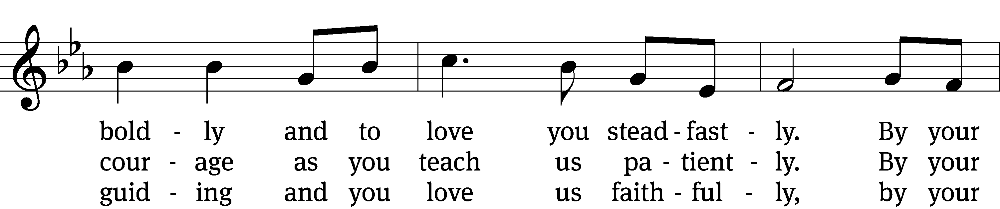 bold - ly and to love you stead - fast - ly. By your
cour - age as you teach us pa - tient - ly. By your
guid - ing and you love us faith - ful - ly, by your